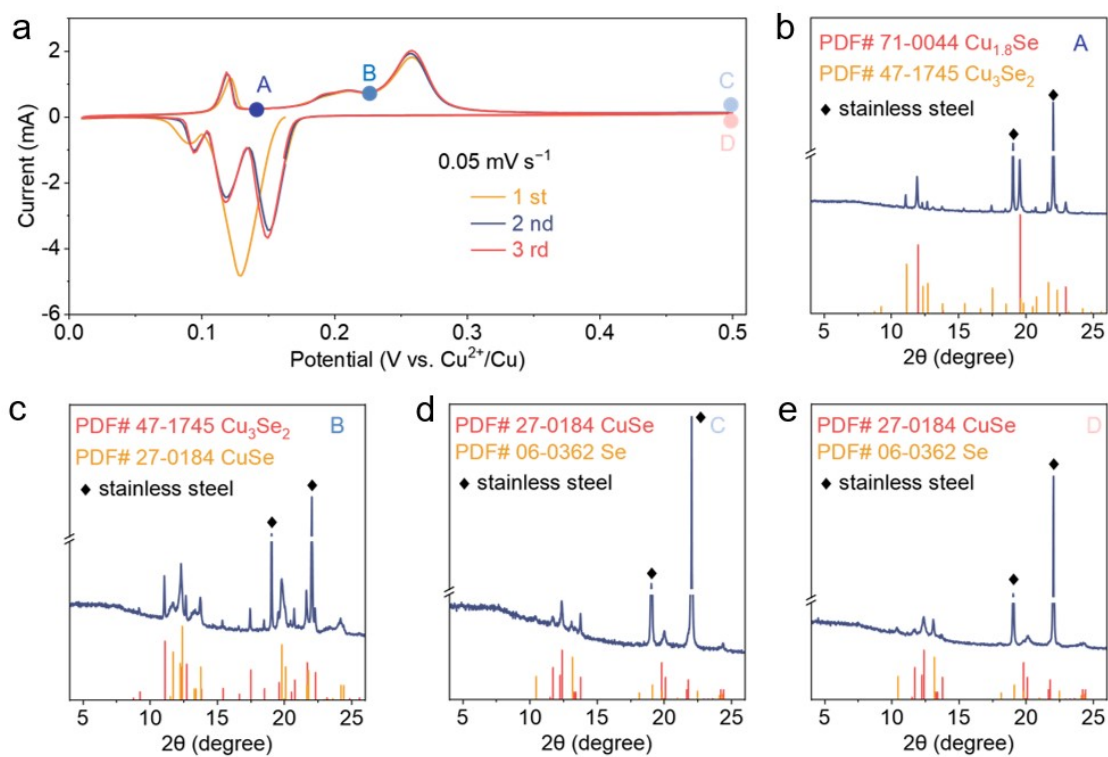 a
2
0
-2
-4
-6
Current (mA)
A
B
C
D
0.05 mV s⁻¹
1 st
2 nd
3 rd
0.0 0.1 0.2 0.3 0.4 0.5
Potential (V vs. Cu²⁺/Cu)
b
PDF# 71-0044 Cu₁.₈Se A
PDF# 47-1745 Cu₃Se₂
◆ stainless steel
5 10 15 20 25
2θ (degree)
c
PDF# 47-1745 Cu₃Se₂ B
PDF# 27-0184 CuSe
◆ stainless steel
5 10 15 20 25
2θ (degree)
d
PDF# 27-0184 CuSe C
PDF# 06-0362 Se
◆ stainless steel
5 10 15 20 25
2θ (degree)
e
PDF# 27-0184 CuSe D
PDF# 06-0362 Se
◆ stainless steel
5 10 15 20 25
2θ (degree)